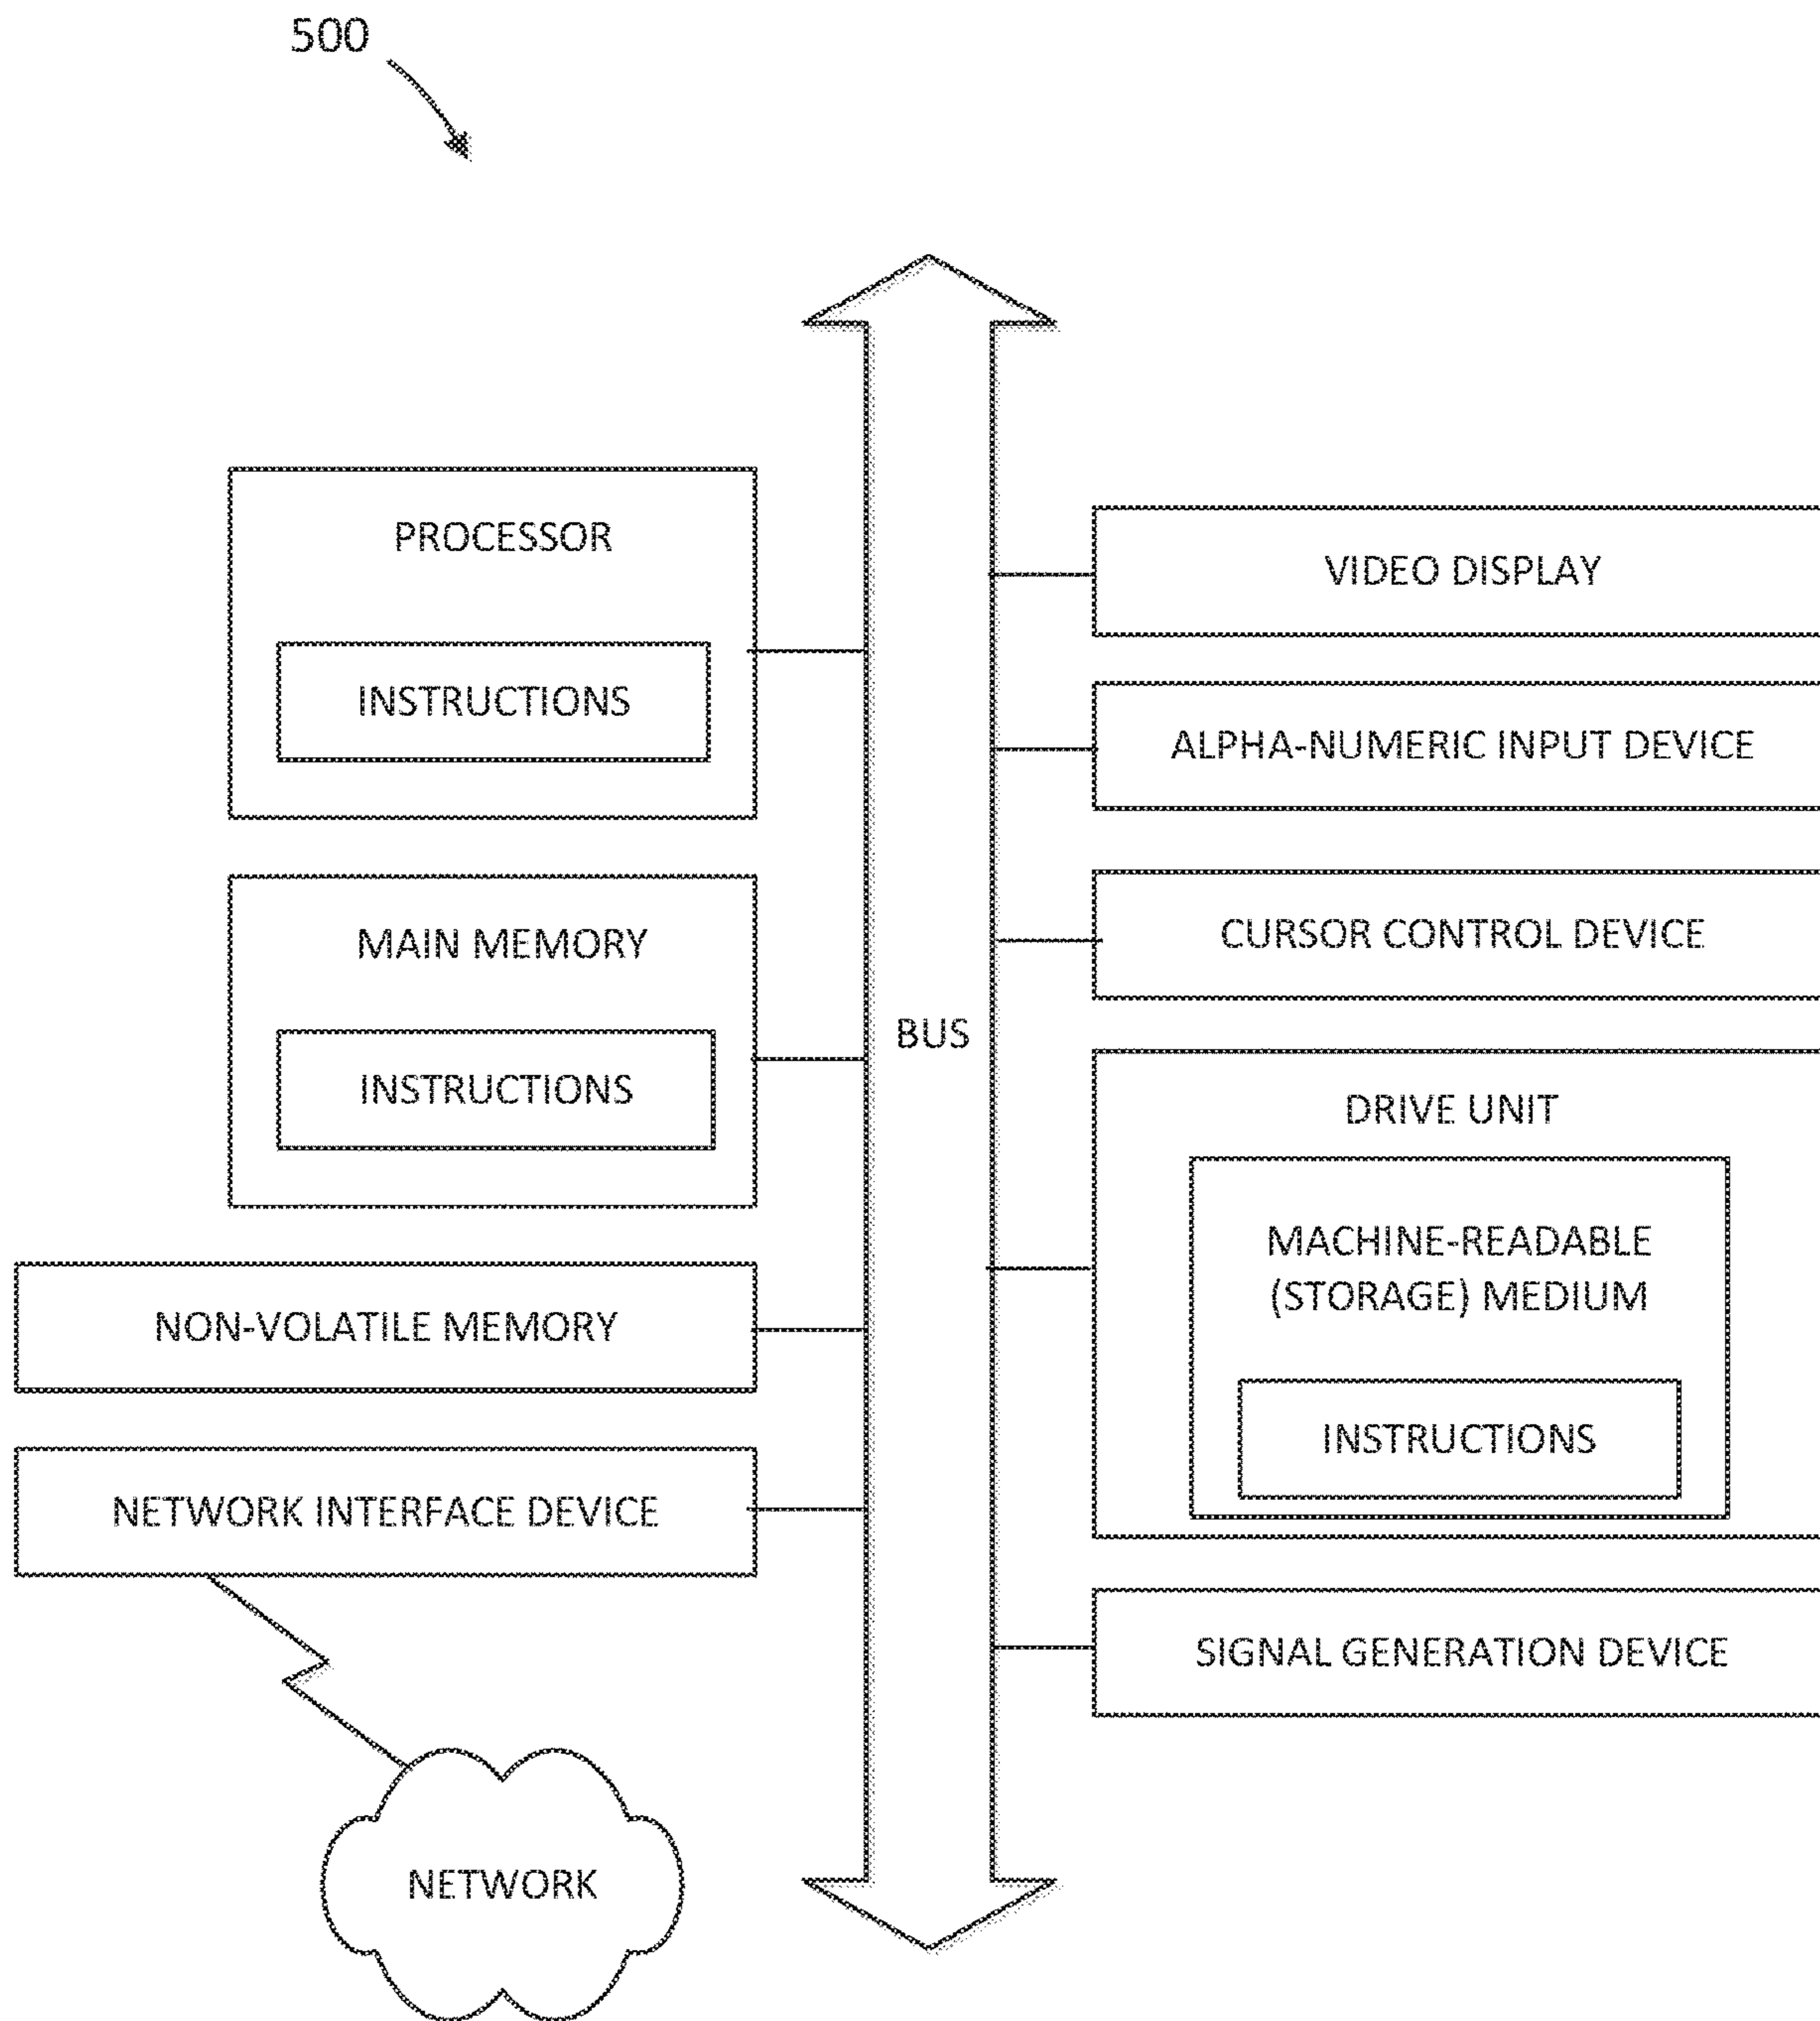 500
PROCESSOR
INSTRUCTIONS
MAIN MEMORY
INSTRUCTIONS
NON-VOLATILE MEMORY
NETWORK INTERFACE DEVICE
NETWORK
BUS
VIDEO DISPLAY
ALPHA-NUMERIC INPUT DEVICE
CURSOR CONTROL DEVICE
DRIVE UNIT
MACHINE-READABLE
(STORAGE) MEDIUM
INSTRUCTIONS
SIGNAL GENERATION DEVICE